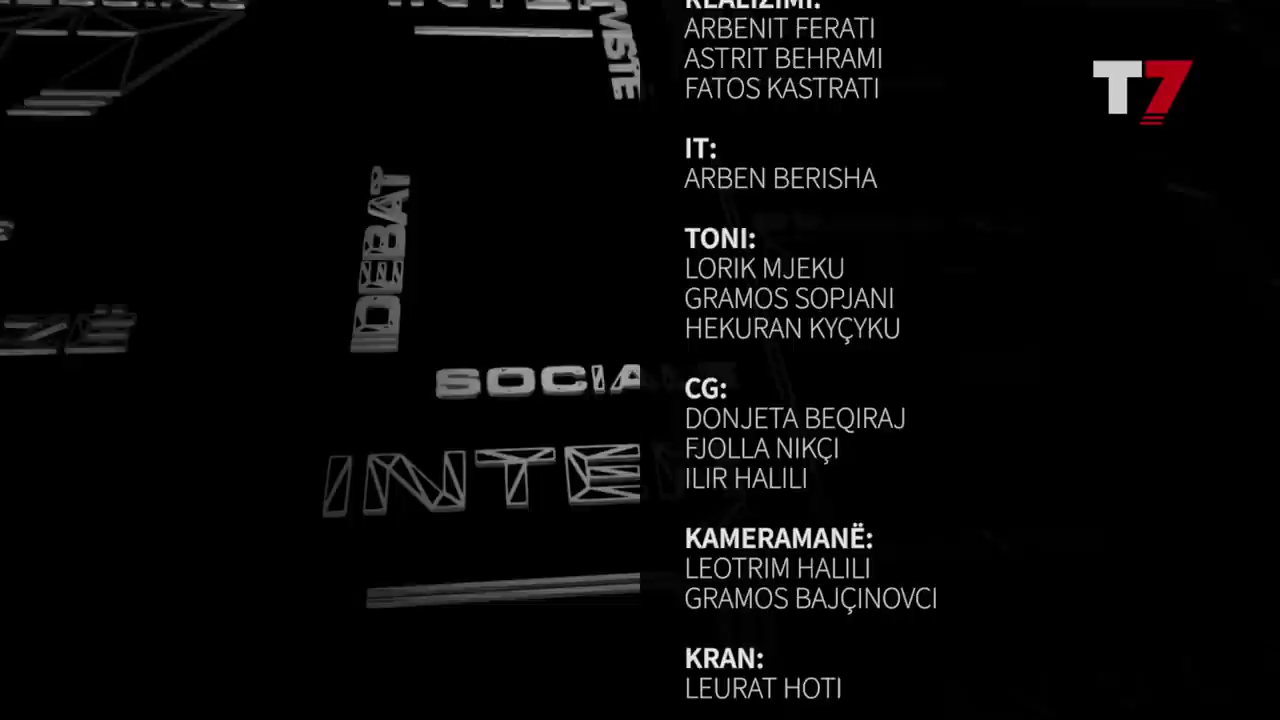 REALIZIMI:
ARBENIT FERATI
ASTRIT BEHRAMI
FATOS KASTRATI
T7
IT:
ARBEN BERISHA
TONI:
LORIK MJEKU
GRAMOS SOPJANI
HEKURAN KYÇYKU
CG:
DONJETA BEQIRAJ
FJOLLA NIKÇI
ILIR HALILI
KAMERAMANË:
LEOTRIM HALILI
GRAMOS BAJÇINOVCI
KRAN:
LEURAT HOTI
DEBAT
SOCIA
INTE